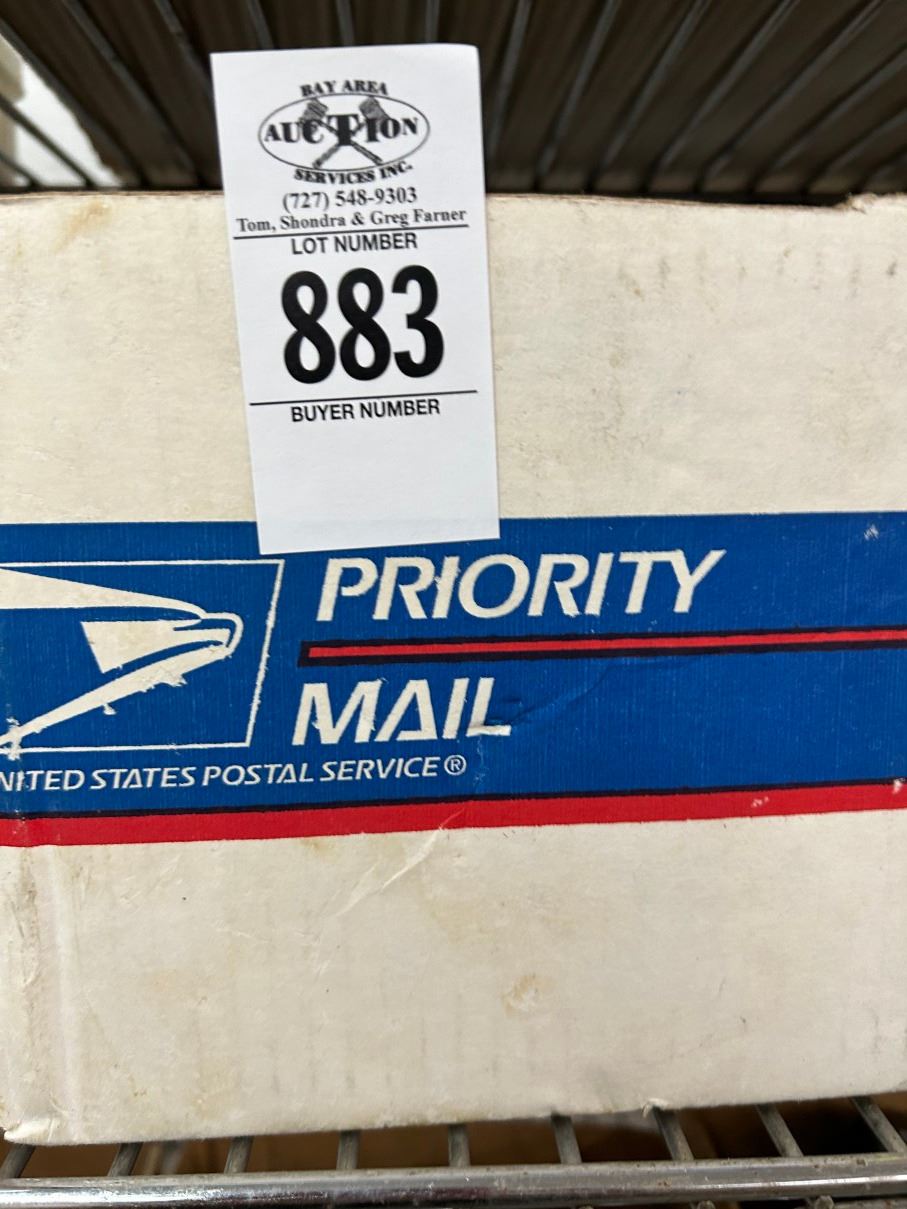 BAY AREA
AUCTION
SERVICES INC.
(727) 548-9303
Tom, Shondra & Greg Farner
LOT NUMBER
883
BUYER NUMBER
PRIORITY
MAIL
NITED STATES POSTAL SERVICE®